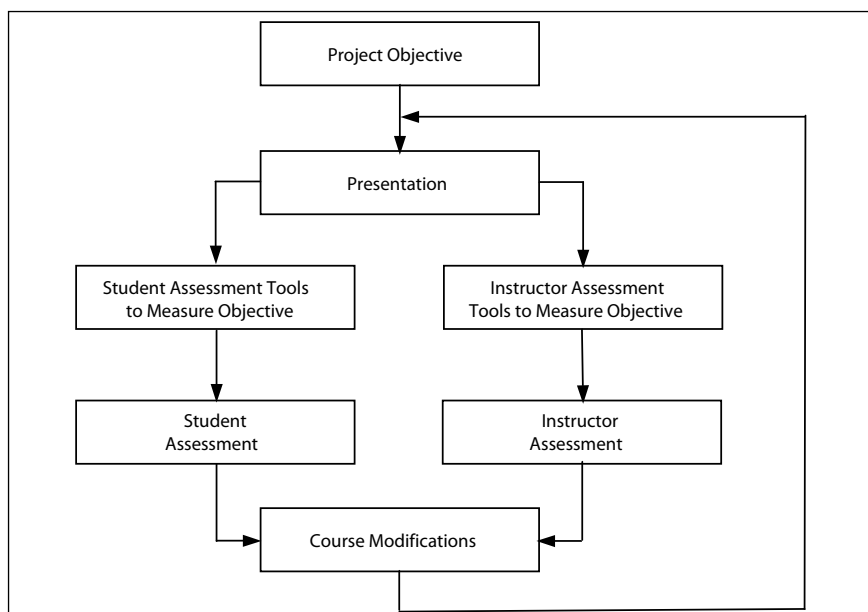 Project Objective
Presentation
Student Assessment Tools
to Measure Objective
Instructor Assessment
Tools to Measure Objective
Student
Assessment
Instructor
Assessment
Course Modifications